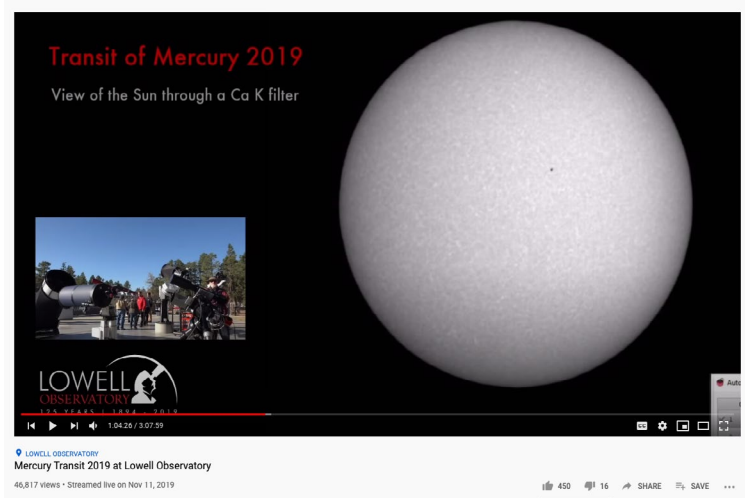 Transit of Mercury 2019
View of the Sun through a Ca K filter
LOWELL
OBSERVATORY
125 YEARS | 1894 - 2019
Auto
1:04:26 / 3:07:59
CC
LOWELL OBSERVATORY
Mercury Transit 2019 at Lowell Observatory
46,817 views • Streamed live on Nov 11, 2019
450 16 SHARE SAVE